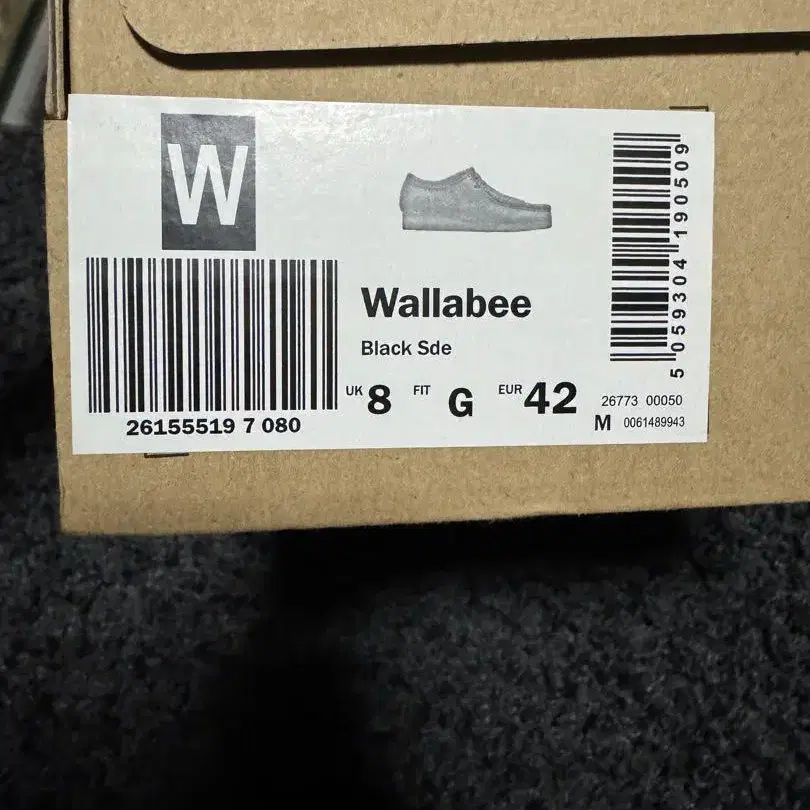 W
Wallabee
Black Sde
UK 8 FIT G EUR 42
26155519 7 080
5 059304 190509
26773 00050
M 0061489943